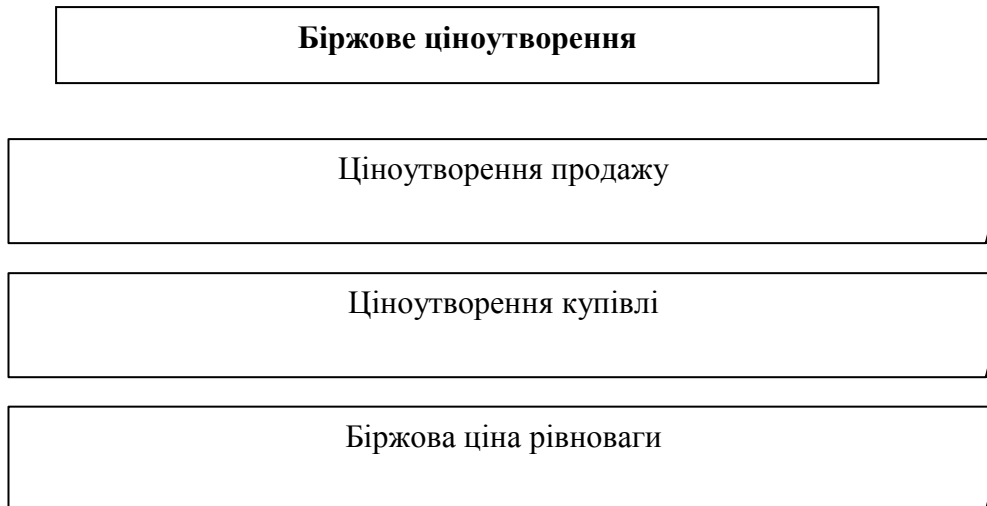 Біржове ціноутворення
Ціноутворення продажу
Ціноутворення купівлі
Біржова ціна рівноваги